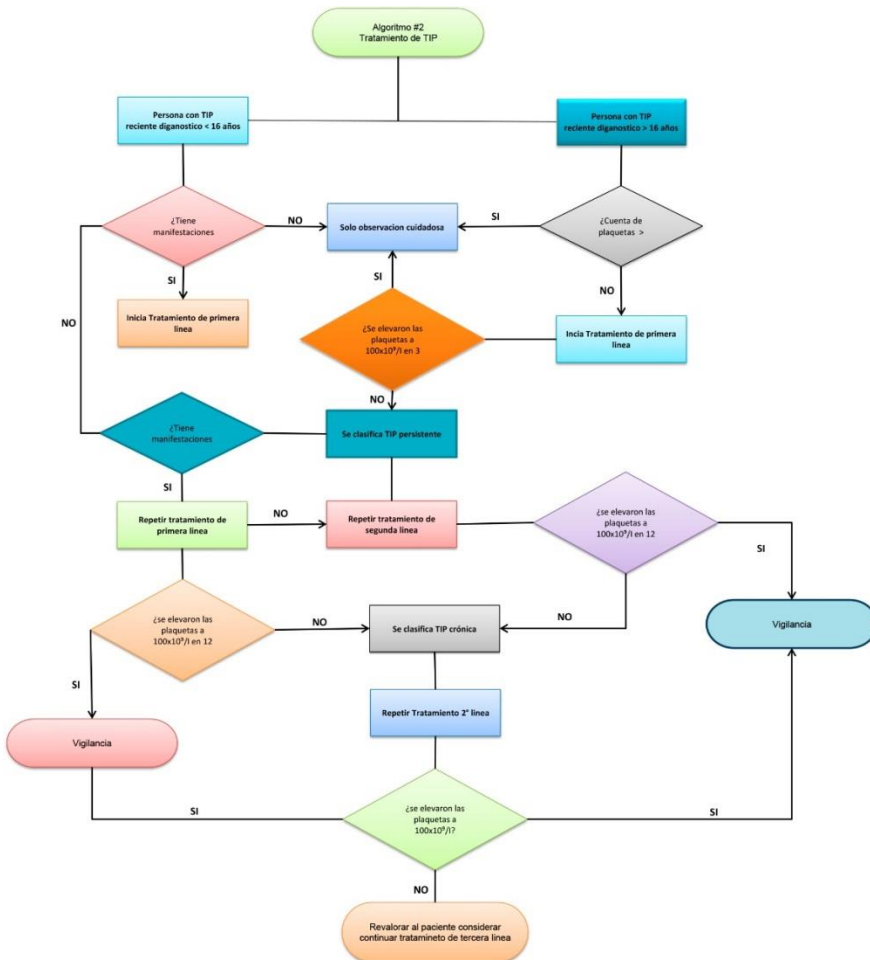 Algoritmo #2
Tratamiento de TIP
Persona con TIP
reciente diganostico < 16 años
Persona con TIP
reciente diganostico > 16 años
¿Tiene
manifestaciones
NO
Solo observacion cuidadosa
SI
¿Cuenta de
plaquetas >
SI
SI
NO
NO
Inicia Tratamiento de primera
linea
¿Se elevaron las
plaquetas a
100x10⁹/l en 3
Incia Tratamiento de primera
linea
NO
¿Tiene
manifestaciones
Se clasifica TIP persistente
SI
Repetir tratamiento de
primera linea
NO
Repetir tratamiento de
segunda linea
¿se elevaron las
plaquetas a
100x10⁹/l en 12
SI
¿se elevaron las
plaquetas a
100x10⁹/l en 12
NO
Se clasifica TIP crónica
NO
Vigilancia
SI
Repetir Tratamiento 2° linea
Vigilancia
SI
¿se elevaron las
plaquetas a
100x10⁹/l?
SI
NO
Revalorar al paciente considerar
continuar tratamineto de tercera linea